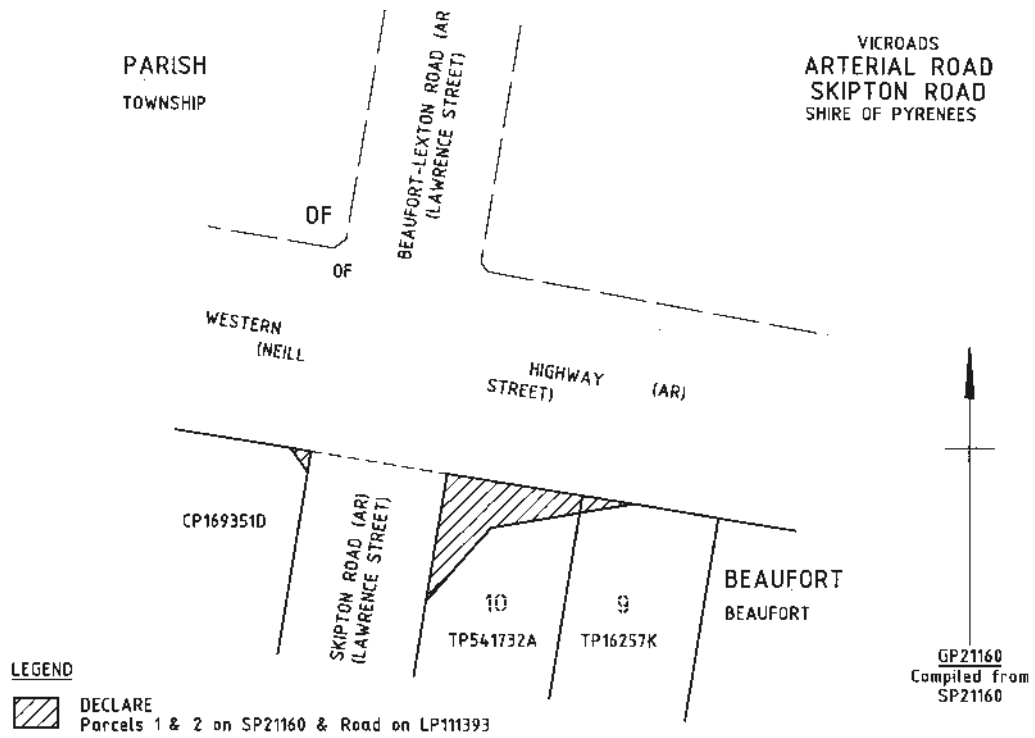 PARISH
TOWNSHIP
OF
OF
BEAUFORT-LEXTON ROAD (AR
(LAWRENCE STREET)
VICROADS
ARTERIAL ROAD
SKIPTON ROAD
SHIRE OF PYRENEES
WESTERN
(NEILL
HIGHWAY (AR)
STREET)
CP169351D
SKIPTON ROAD (AR)
(LAWRENCE STREET)
10
TP541732A
9
TP16257K
BEAUFORT
BEAUFORT
GP21160
Compiled from
SP21160
LEGEND
DECLARE
Parcels 1 & 2 on SP21160 & Road on LP111393